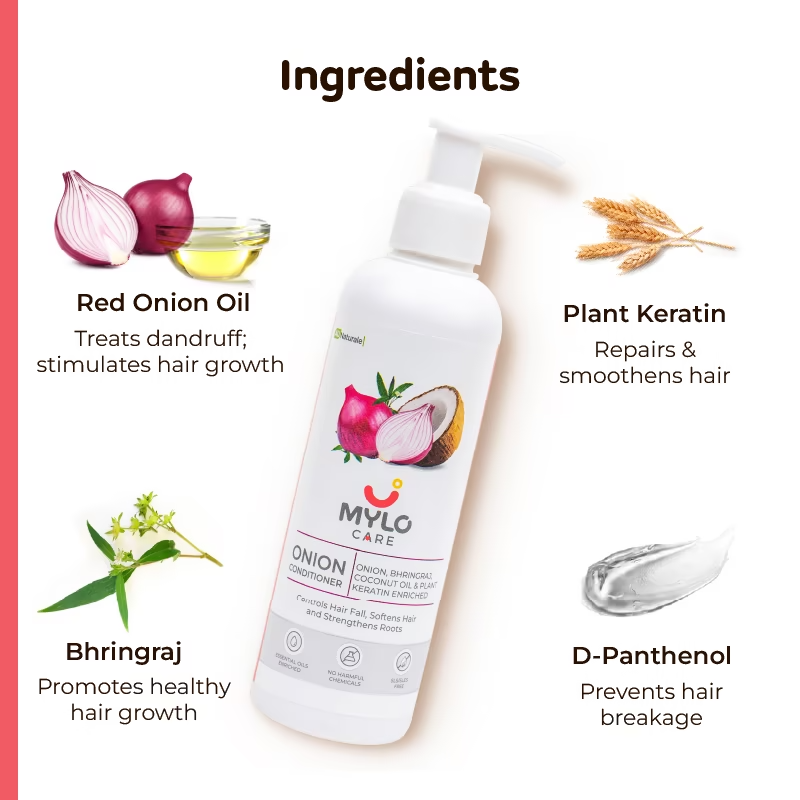 Ingredients
Red Onion Oil
Treats dandruff;
stimulates hair growth
Plant Keratin
Repairs &
smoothens hair
Naturale
MYLO
CARE
ONION
CONDITIONER
ONION, BHRINGRAJ,
COCONUT OIL & PLANT
KERATIN ENRICHED
Controls Hair Fall, Softens Hair
and Strengthens Roots
ESSENTIAL OILS
ENRICHED
NO HARMFUL
CHEMICALS
FREE
Bhringraj
Promotes healthy
hair growth
D-Panthenol
Prevents hair
breakage